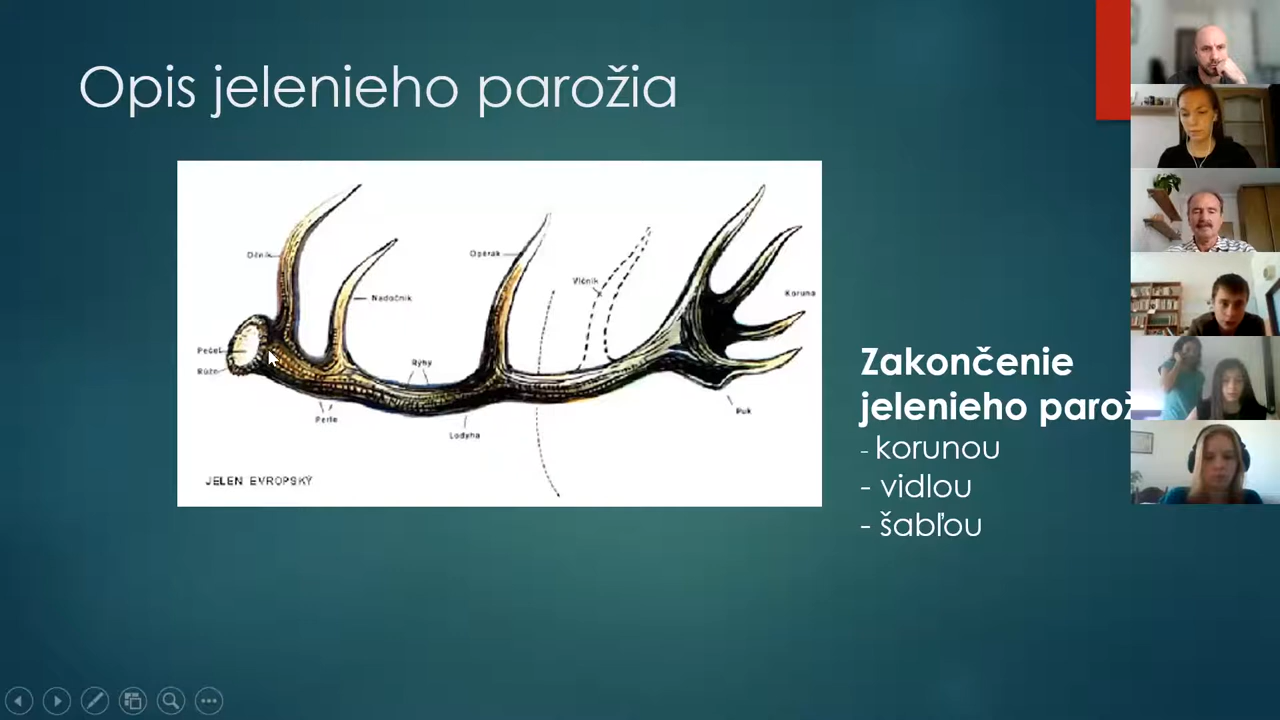 Opis jelenieho parožia
Očník
Nadočník
Opěrák
Vlčník
Koruna
Pečeť
Růže
Rýhy
Perle
Lodyha
Puk
JELEN EVROPSKÝ
Zakončenie
jelenieho parož
- korunou
- vidlou
- šabľou